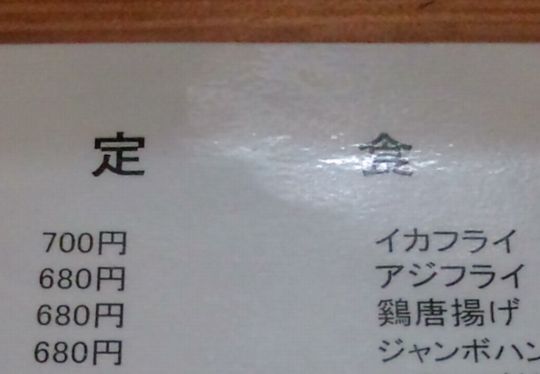 定 食
700円 イカフライ
680円 アジフライ
680円 鶏唐揚げ
680円 ジャンボハン